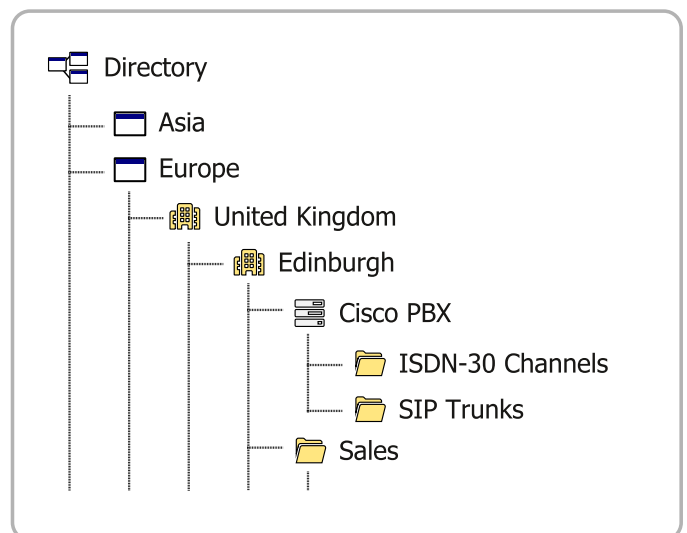 Directory
Asia
Europe
United Kingdom
Edinburgh
Cisco PBX
ISDN-30 Channels
SIP Trunks
Sales